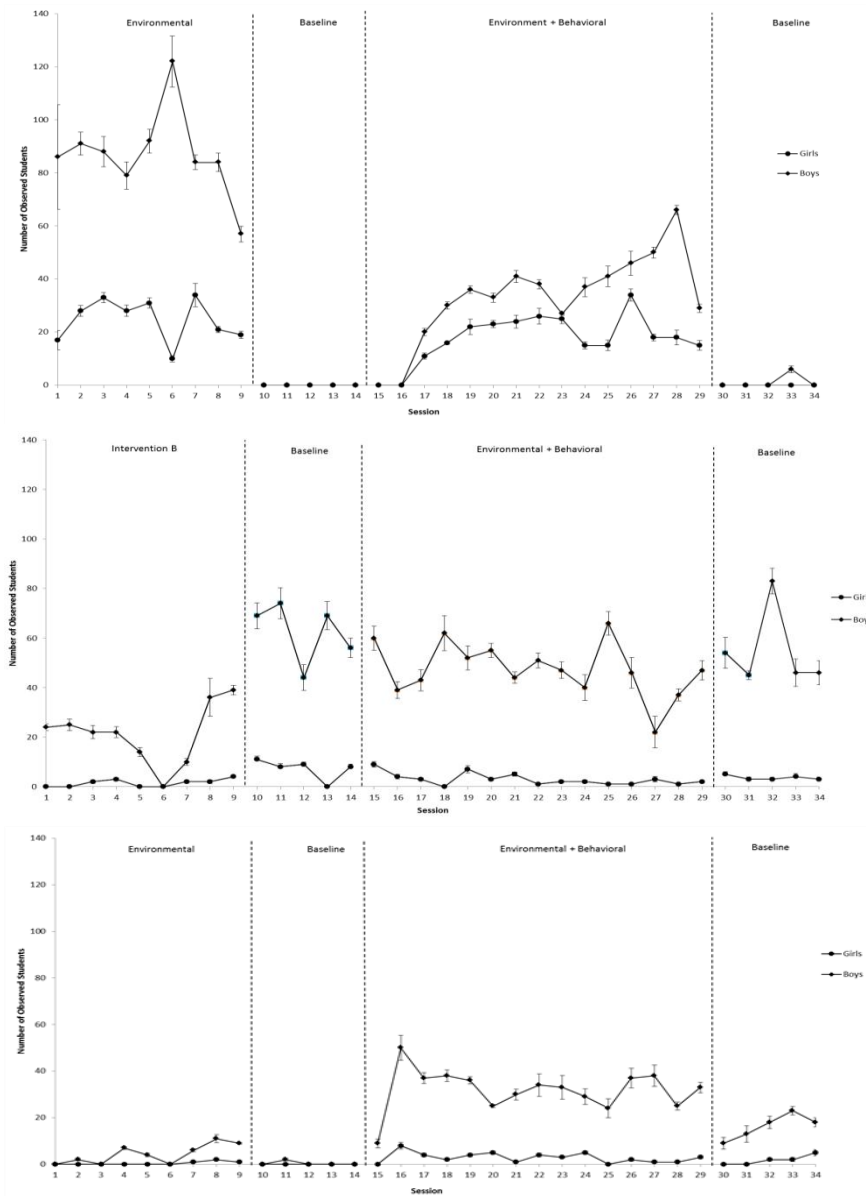 Environmental Baseline Environment + Behavioral Baseline
140
120
100
80
60
40
20
0
Number of Observed Students
Girls
Boys
1 2 3 4 5 6 7 8 9 10 11 12 13 14 15 16 17 18 19 20 21 22 23 24 25 26 27 28 29 30 31 32 33 34
Session
Intervention B Baseline Environmental + Behavioral Baseline
140
120
100
80
60
40
20
0
Number of Observed Students
Girl
Boy
1 2 3 4 5 6 7 8 9 10 11 12 13 14 15 16 17 18 19 20 21 22 23 24 25 26 27 28 29 30 31 32 33 34
Session
Environmental Baseline Environmental + Behavioral Baseline
140
120
100
80
60
40
20
0
Number of Observed Students
Girls
Boys
1 2 3 4 5 6 7 8 9 10 11 12 13 14 15 16 17 18 19 20 21 22 23 24 25 26 27 28 29 30 31 32 33 34
Session